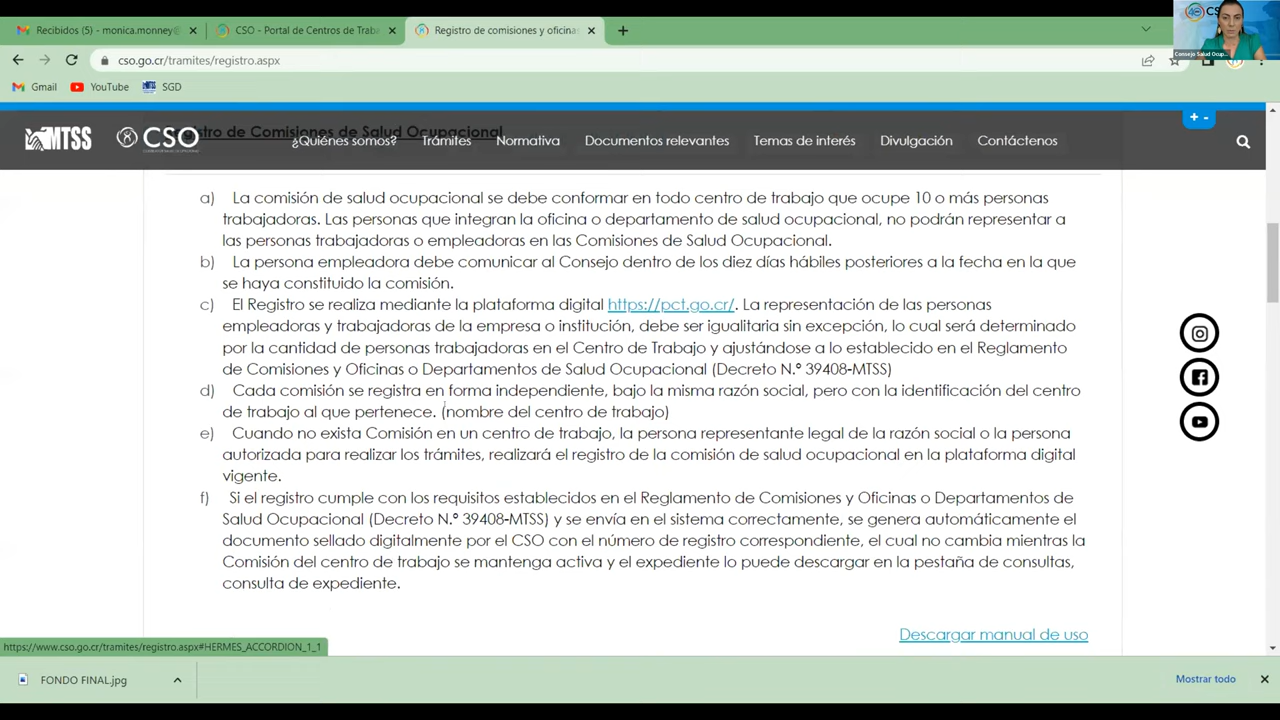 Recibidos (5) - monica.monney@
CSO - Portal de Centros de Traba
Registro de comisiones y oficinas
cso.go.cr/tramites/registro.aspx
Gmail
YouTube
SGD
Consejo Salud Ocup...
MTSS
CSO
¿Quiénes somos?
Trámites
Normativa
Documentos relevantes
Temas de interés
Divulgación
Contáctenos
+ -
stro de Comisiones de Salud Ocupacional
a) La comisión de salud ocupacional se debe conformar en todo centro de trabajo que ocupe 10 o más personas
trabajadoras. Las personas que integran la oficina o departamento de salud ocupacional, no podrán representar a
las personas trabajadoras o empleadoras en las Comisiones de Salud Ocupacional.
b) La persona empleadora debe comunicar al Consejo dentro de los diez días hábiles posteriores a la fecha en la que
se haya constituido la comisión.
c) El Registro se realiza mediante la plataforma digital https://pct.go.cr/. La representación de las personas
empleadoras y trabajadoras de la empresa o institución, debe ser igualitaria sin excepción, lo cual será determinado
por la cantidad de personas trabajadoras en el Centro de Trabajo y ajustándose a lo establecido en el Reglamento
de Comisiones y Oficinas o Departamentos de Salud Ocupacional (Decreto N.º 39408-MTSS)
d) Cada comisión se registra en forma independiente, bajo la misma razón social, pero con la identificación del centro
de trabajo al que pertenece. (nombre del centro de trabajo)
e) Cuando no exista Comisión en un centro de trabajo, la persona representante legal de la razón social o la persona
autorizada para realizar los trámites, realizará el registro de la comisión de salud ocupacional en la plataforma digital
vigente.
f) Si el registro cumple con los requisitos establecidos en el Reglamento de Comisiones y Oficinas o Departamentos de
Salud Ocupacional (Decreto N.º 39408-MTSS) y se envía en el sistema correctamente, se genera automáticamente el
documento sellado digitalmente por el CSO con el número de registro correspondiente, el cual no cambia mientras la
Comisión del centro de trabajo se mantenga activa y el expediente lo puede descargar en la pestaña de consultas,
consulta de expediente.
Descargar manual de uso
https://www.cso.go.cr/tramites/registro.aspx#HERMES_ACCORDION_1_1
FONDO FINAL.jpg
Mostrar todo